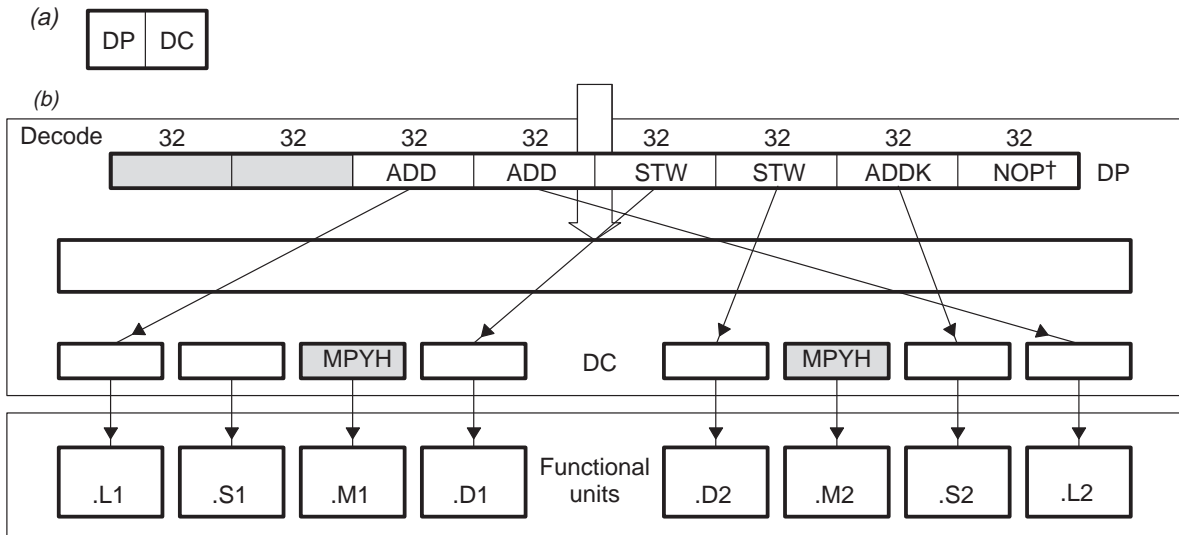 (a)
DP DC
(b)
Decode 32 32 32 32 32 32 32 32
ADD ADD STW STW ADDK NOP† DP
MPYH DC MPYH
.L1 .S1 .M1 .D1 Functional units .D2 .M2 .S2 .L2